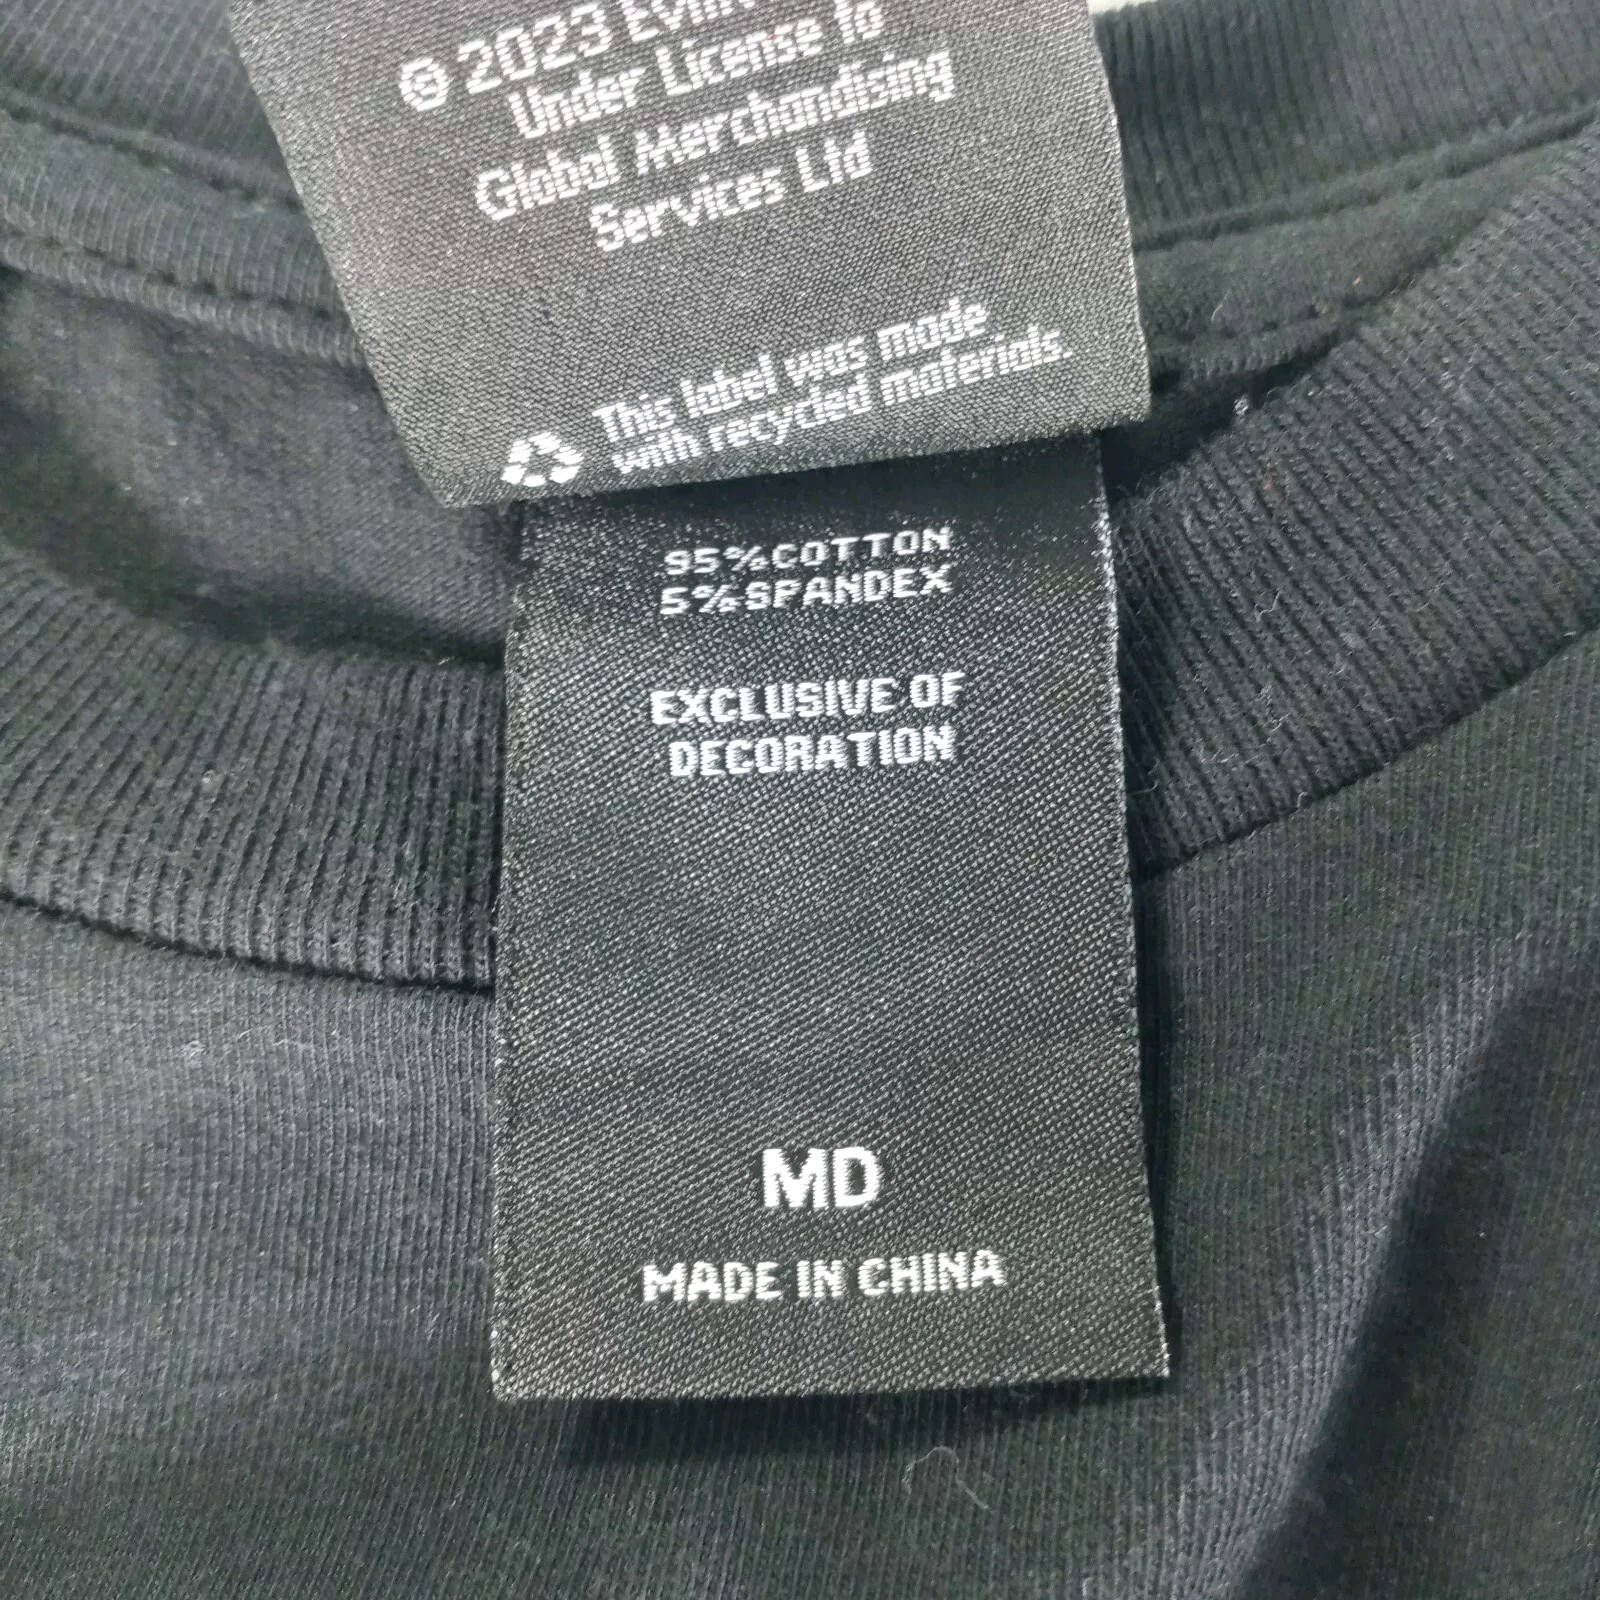 © 2023
Under License To
Global Merchandising
Services Ltd
This label was made
with recycled materials.
95%COTTON
5%SPANDEX
EXCLUSIVE OF
DECORATION
MD
MADE IN CHINA